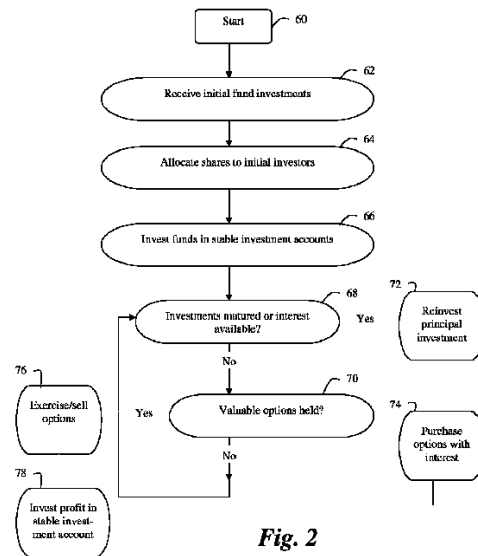 Start
60
62
Receive initial fund investments
64
Allocate shares to initial investors
66
Invest funds in stable investment accounts
68
Investments matured or interest
available?
Yes
72
Reinvest
principal
investment
No
70
Valuable options held?
Yes
76
Exercise/sell
options
74
Purchase
options with
interest
No
78
Invest profit in
stable invest-
ment account
Fig. 2